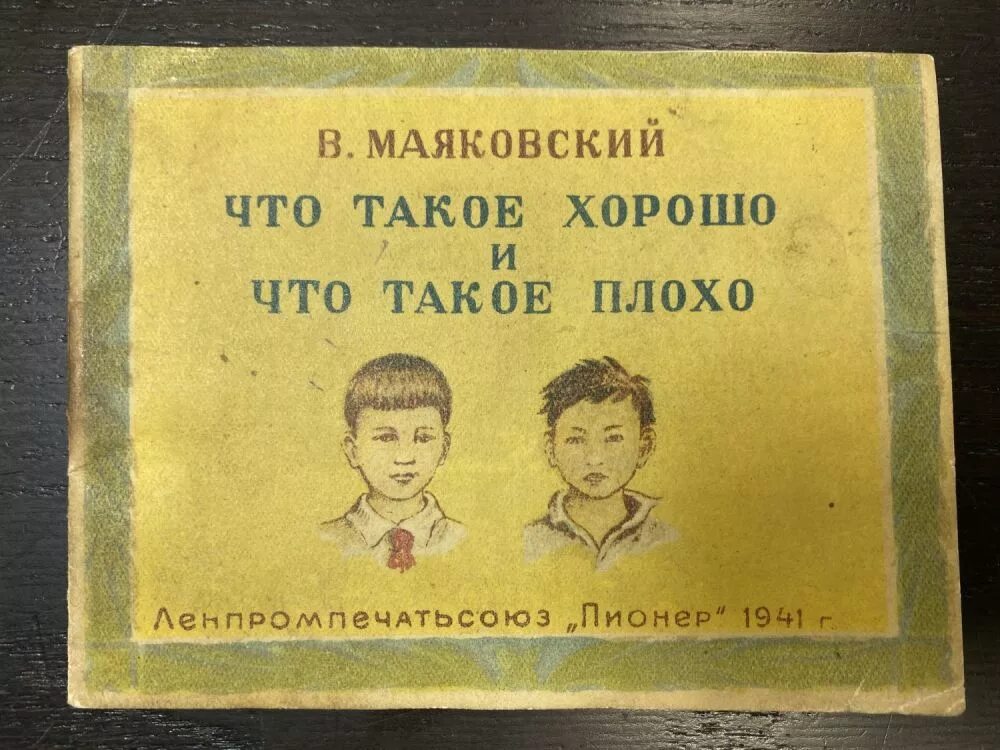 В. МАЯКОВСКИЙ
ЧТО ТАКОЕ ХОРОШО
И
ЧТО ТАКОЕ ПЛОХО
Ленпромпечатьсоюз „Пионер" 1941 г.